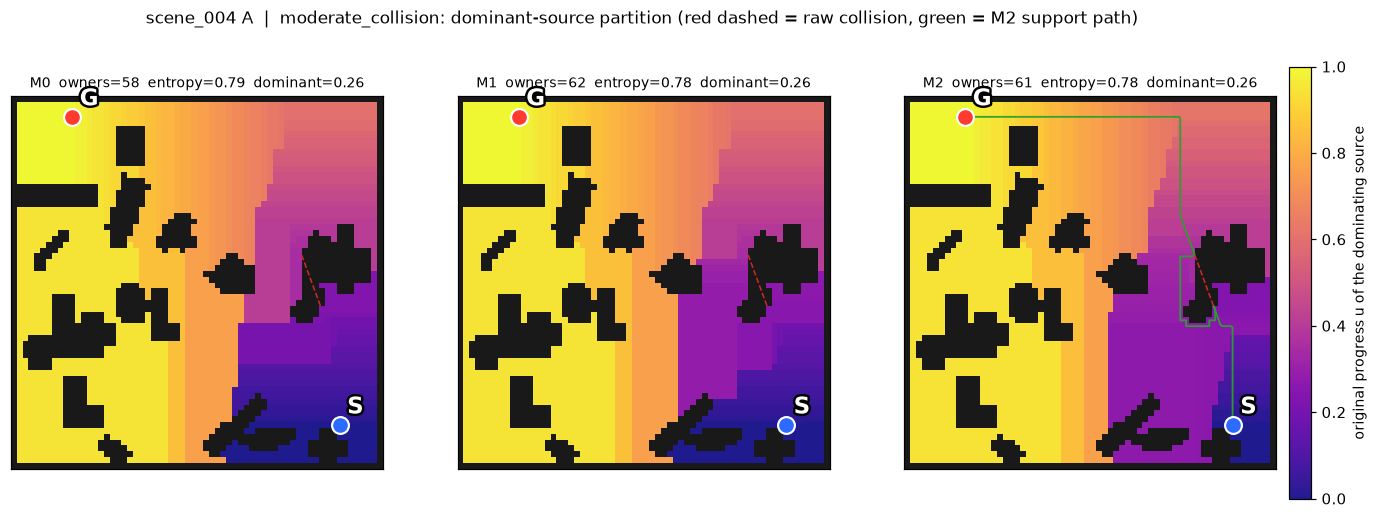 scene_004 A | moderate_collision: dominant-source partition (red dashed = raw collision, green = M2 support path)
M0 owners=58 entropy=0.79 dominant=0.26
M1 owners=62 entropy=0.78 dominant=0.26
M2 owners=61 entropy=0.78 dominant=0.26
G
G
G
S
S
S
1.0
0.8
0.6
0.4
0.2
0.0
original progress u of the dominating source